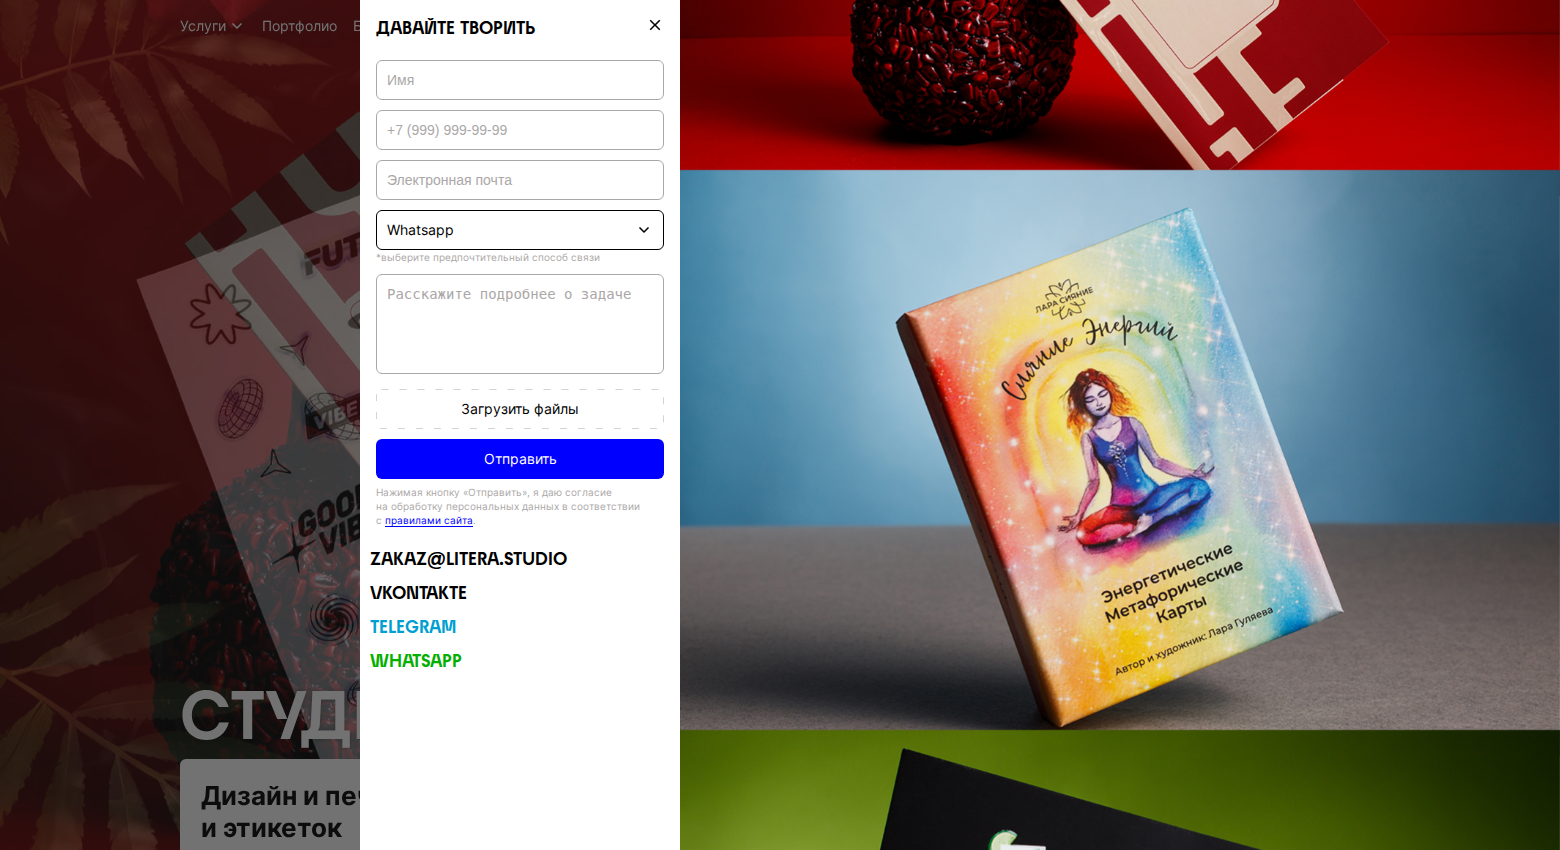 Услуги
Портфолио
ДАВАЙТЕ ТВОРИТЬ
Имя
+7 (999) 999-99-99
Электронная почта
Whatsapp
*выберите предпочтительный способ связи
Расскажите подробнее о задаче
Загрузить файлы
Отправить
Нажимая кнопку «Отправить», я даю согласие
на обработку персональных данных в соответствии
с правилами сайта.
ZAKAZ@LITERA.STUDIO
VKONTAKTE
TELEGRAM
WHATSAPP
FUT
VIBE
GOOD
VIBE
СТУД
Дизайн и печ
и этикеток
ЛАРА СИЯНИЕ
Сияние Энергий
Энергетические
Метафорические
Карты
Автор и художник: Лара Гуляева